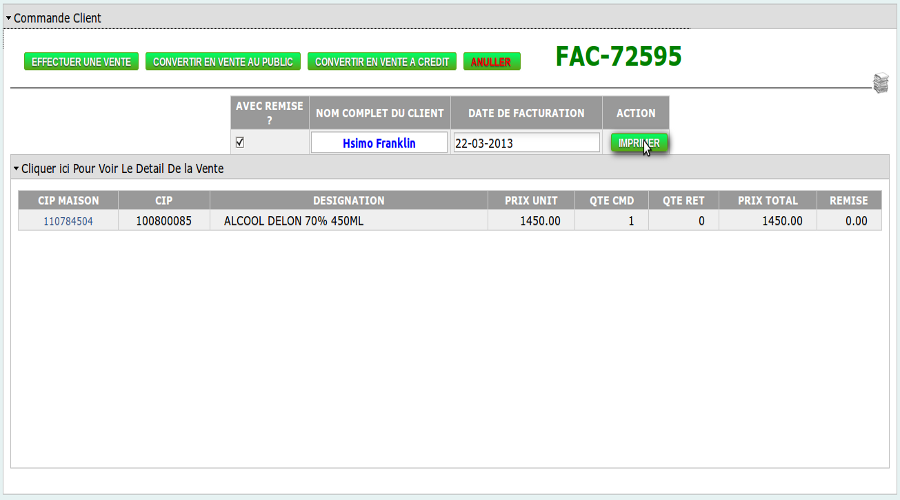 Commande Client
EFFECTUER UNE VENTE CONVERTIR EN VENTE AU PUBLIC CONVERTIR EN VENTE A CREDIT ANULLER FAC-72595
AVEC REMISE ? NOM COMPLET DU CLIENT DATE DE FACTURATION ACTION
Hsimo Franklin 22-03-2013 IMPRIMER
Cliquer ici Pour Voir Le Detail De la Vente
CIP MAISON CIP DESIGNATION PRIX UNIT QTE CMD QTE RET PRIX TOTAL REMISE
110784504 100800085 ALCOOL DELON 70% 450ML 1450.00 1 0 1450.00 0.00